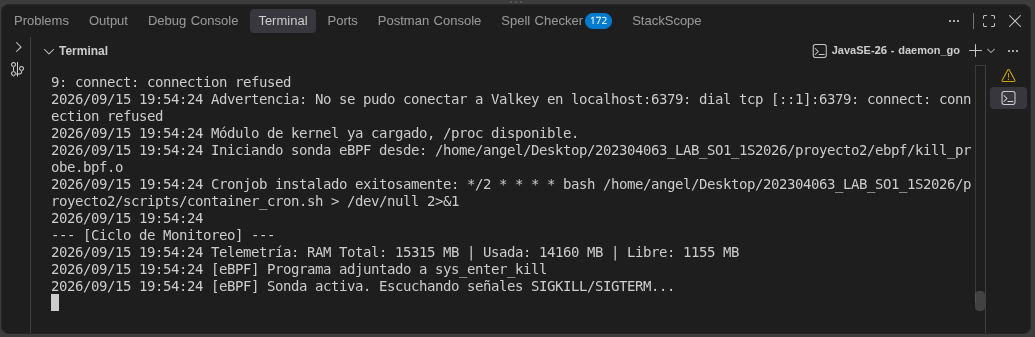 Problems Output Debug Console Terminal Ports Postman Console Spell Checker 172 StackScope
Terminal JavaSE-26 - daemon_go
9: connect: connection refused
2026/09/15 19:54:24 Advertencia: No se pudo conectar a Valkey en localhost:6379: dial tcp [::1]:6379: connect: conn
ection refused
2026/09/15 19:54:24 Módulo de kernel ya cargado, /proc disponible.
2026/09/15 19:54:24 Iniciando sonda eBPF desde: /home/angel/Desktop/202304063_LAB_SO1_1S2026/proyecto2/ebpf/kill_pr
obe.bpf.o
2026/09/15 19:54:24 Cronjob instalado exitosamente: */2 * * * * bash /home/angel/Desktop/202304063_LAB_SO1_1S2026/p
royecto2/scripts/container_cron.sh > /dev/null 2>&1
2026/09/15 19:54:24
--- [Ciclo de Monitoreo] ---
2026/09/15 19:54:24 Telemetría: RAM Total: 15315 MB | Usada: 14160 MB | Libre: 1155 MB
2026/09/15 19:54:24 [eBPF] Programa adjuntado a sys_enter_kill
2026/09/15 19:54:24 [eBPF] Sonda activa. Escuchando señales SIGKILL/SIGTERM...